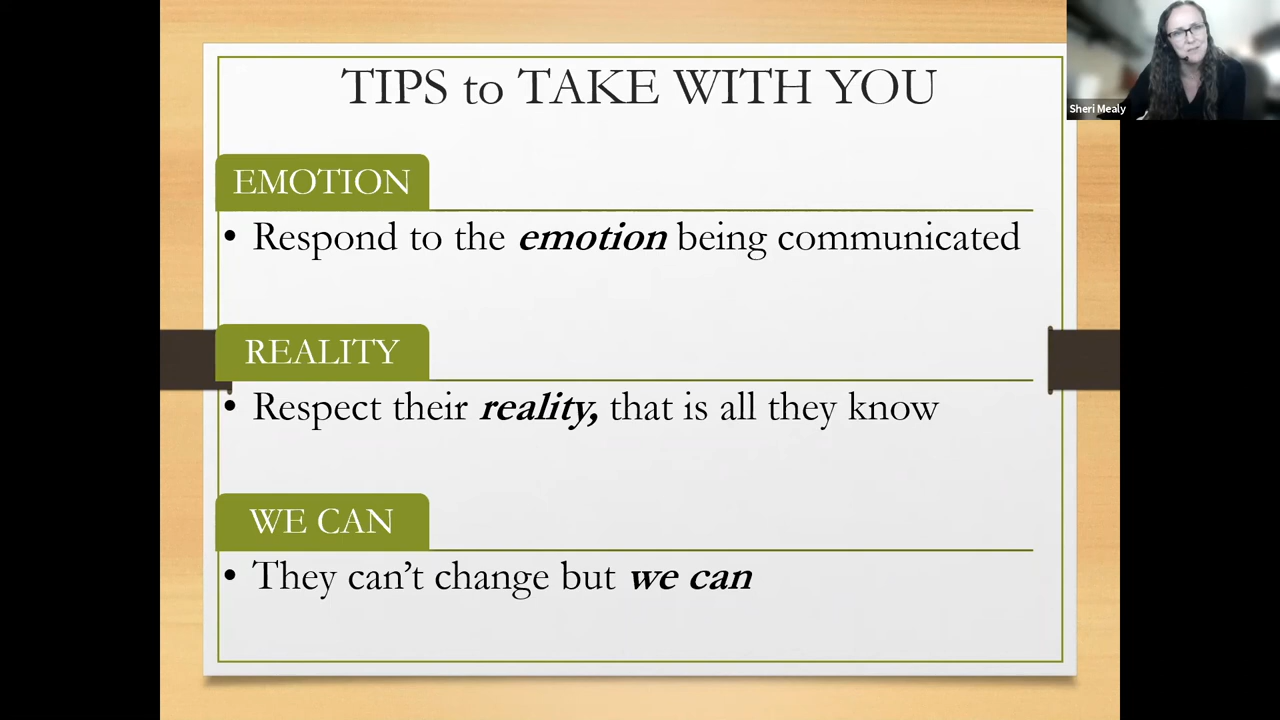 TIPS to TAKE WITH YOU
Sheri Mealy
EMOTION
• Respond to the emotion being communicated
REALITY
• Respect their reality, that is all they know
WE CAN
• They can’t change but we can